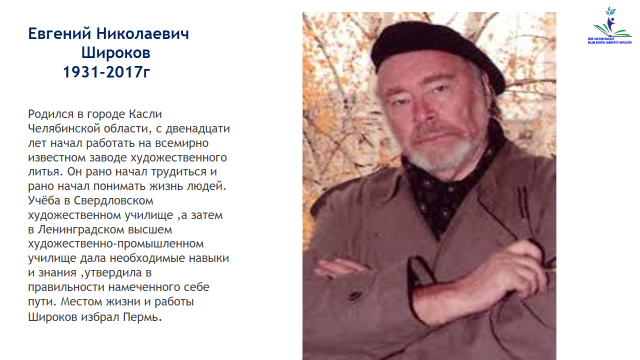 Евгений Николаевич
Широков
1931-2017г
Родился в городе Касли
Челябинской области, с двенадцати
лет начал работать на всемирно
известном заводе художественного
литья. Он рано начал трудиться и
рано начал понимать жизнь людей.
Учёба в Свердловском
художественном училище ,а затем
в Ленинградском высшем
художественно-промышленном
училище дала необходимые навыки
и знания ,утвердила в
правильности намеченного себе
пути. Местом жизни и работы
Широков избрал Пермь.